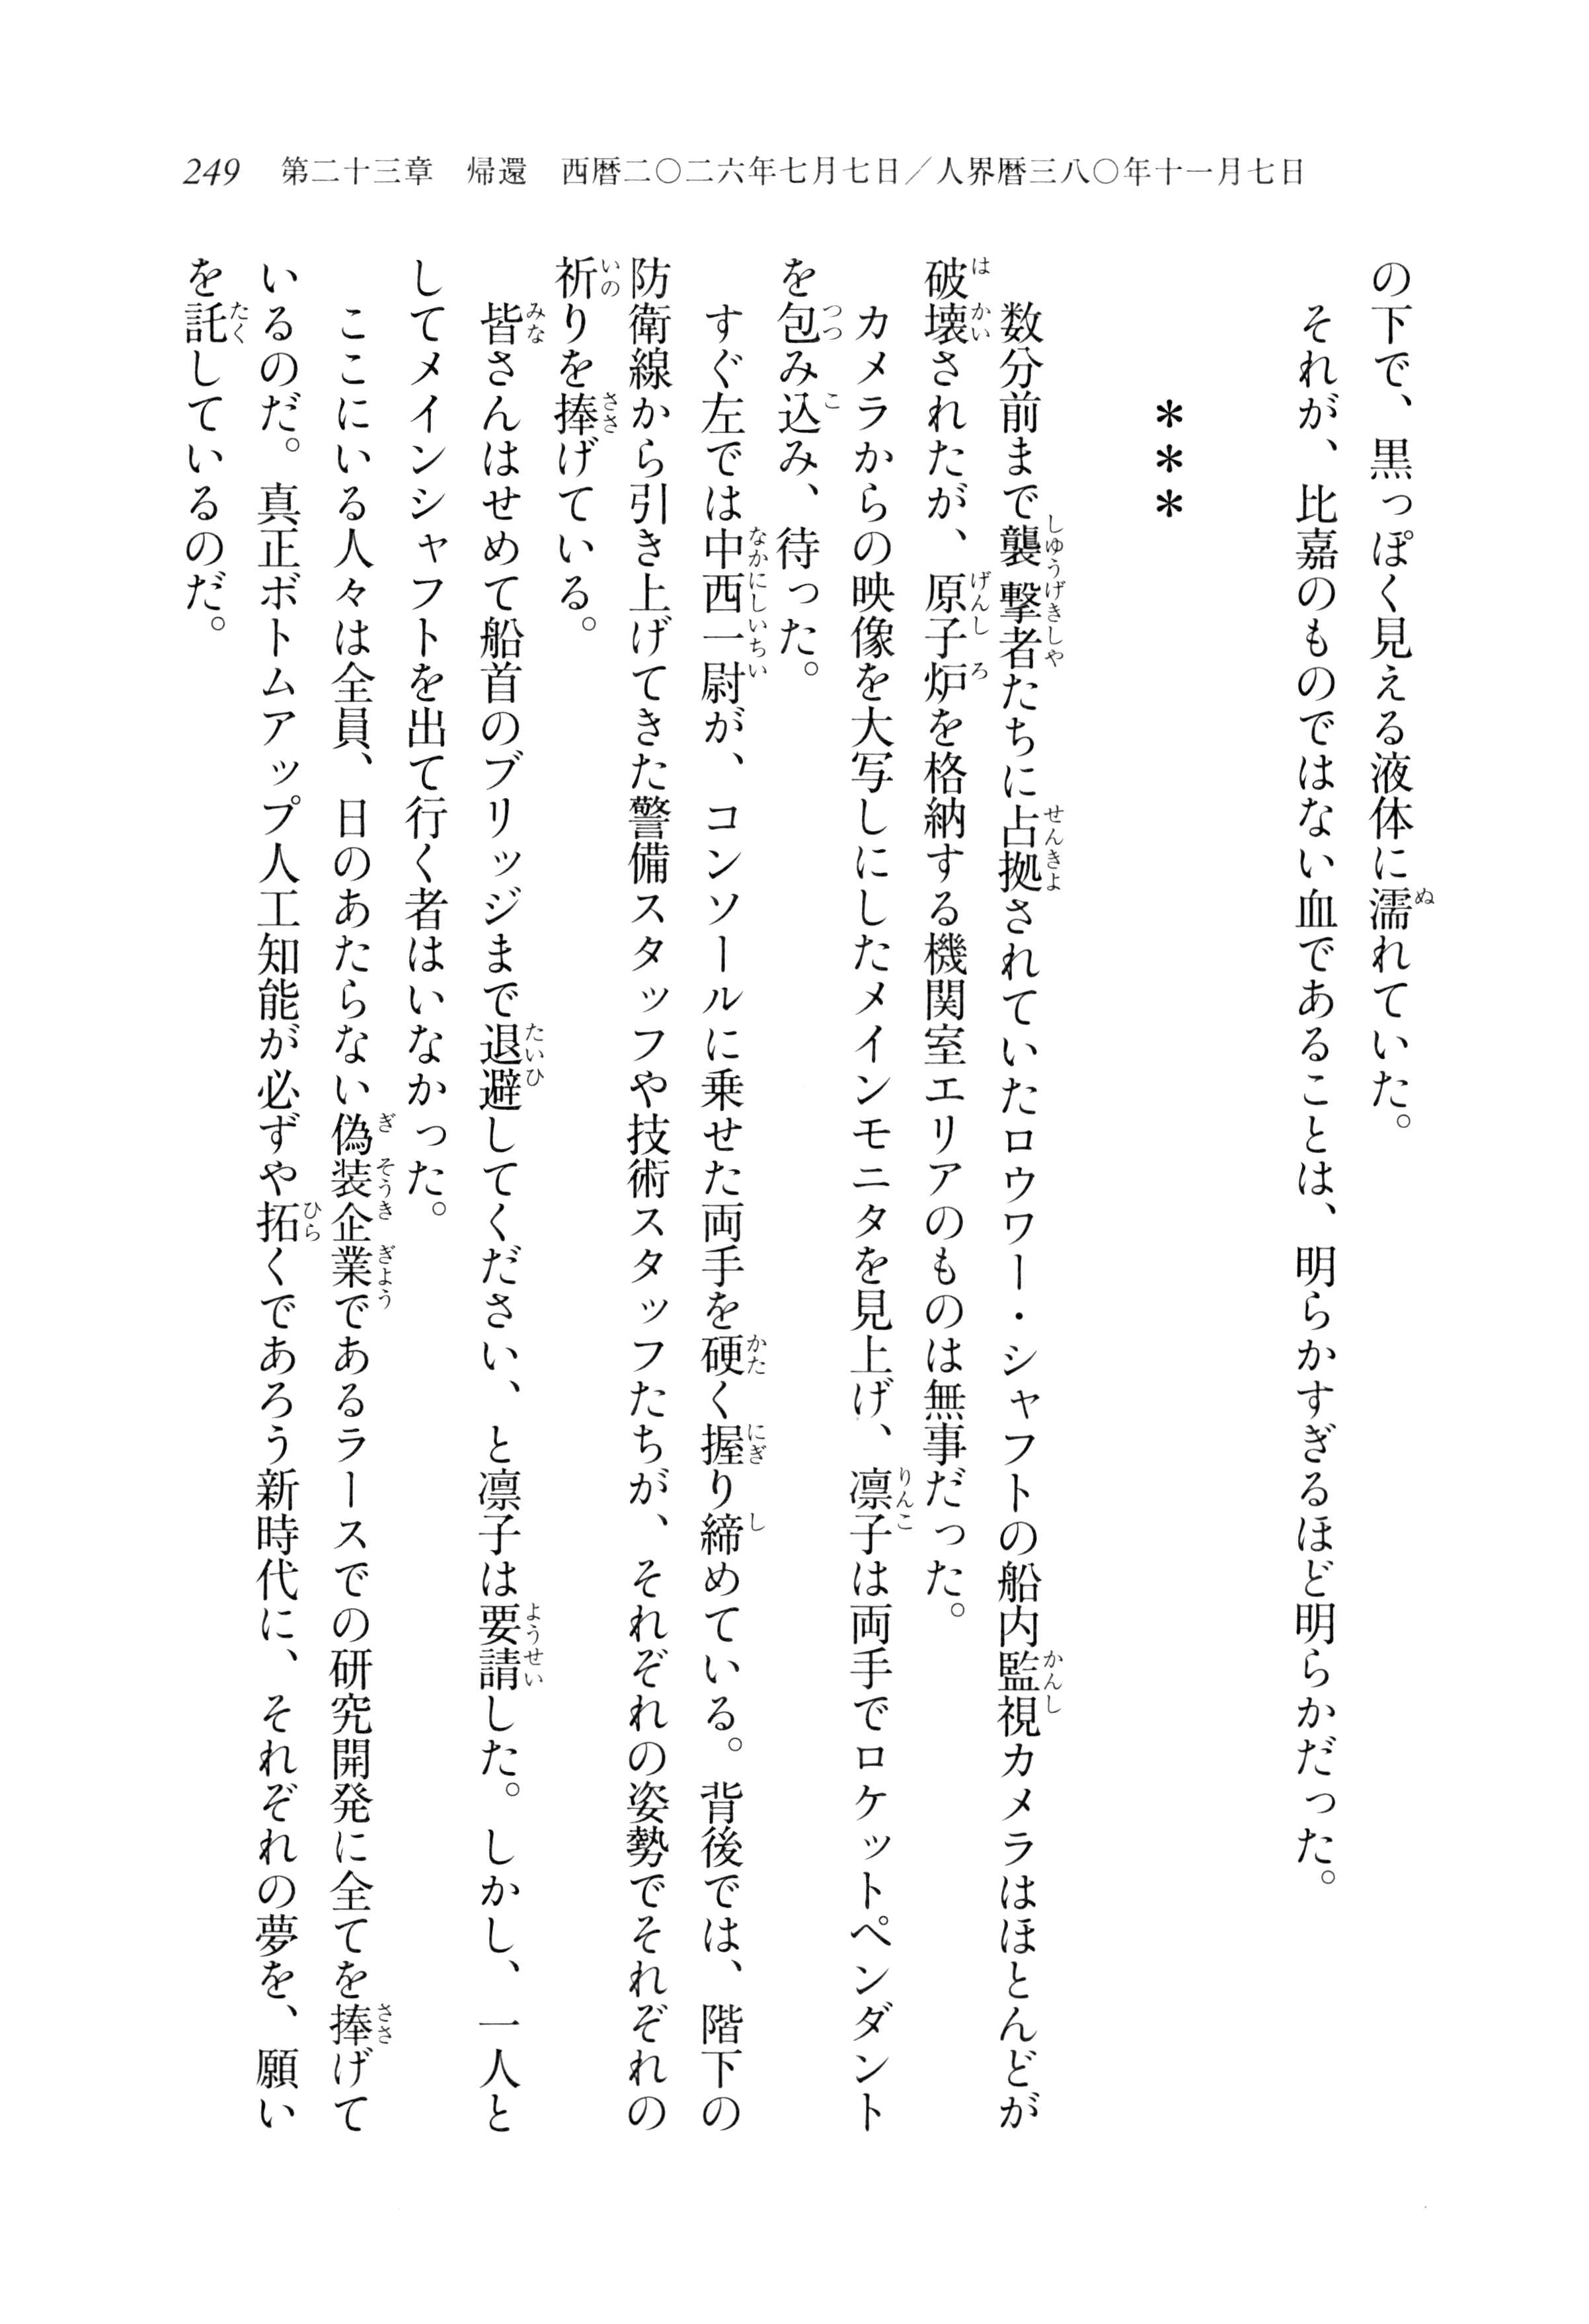 249 第二十三章 帰還 西暦二〇二六年七月七日／人界暦三八〇年十一月七日
の下で、黒っぽく見える液体に濡れていた。
それが、比嘉のものではない血であることは、明らかすぎるほど明らかだった。
＊＊＊
数分前まで襲撃者たちに占拠されていたロウワー・シャフトの船内監視カメラはほとんどが
破壊されたが、原子炉を格納する機関室エリアのものは無事だった。
カメラからの映像を大写しにしたメインモニタを見上げ、凛子は両手でロケットペンダント
を包み込み、待った。
すぐ左では中西一尉が、コンソールに乗せた両手を硬く握り締めている。背後では、階下の
防衛線から引き上げてきた警備スタッフや技術スタッフたちが、それぞれの姿勢でそれぞれの
祈りを捧げている。
皆さんはせめて船首のブリッジまで退避してください、と凛子は要請した。しかし、一人と
してメインシャフトを出て行く者はいなかった。
ここにいる人々は全員、日のあたらない偽装企業であるラースでの研究開発に全てを捧げて
いるのだ。真正ボトムアップ人工知能が必ずや拓くであろう新時代に、それぞれの夢を、願い
を託しているのだ。